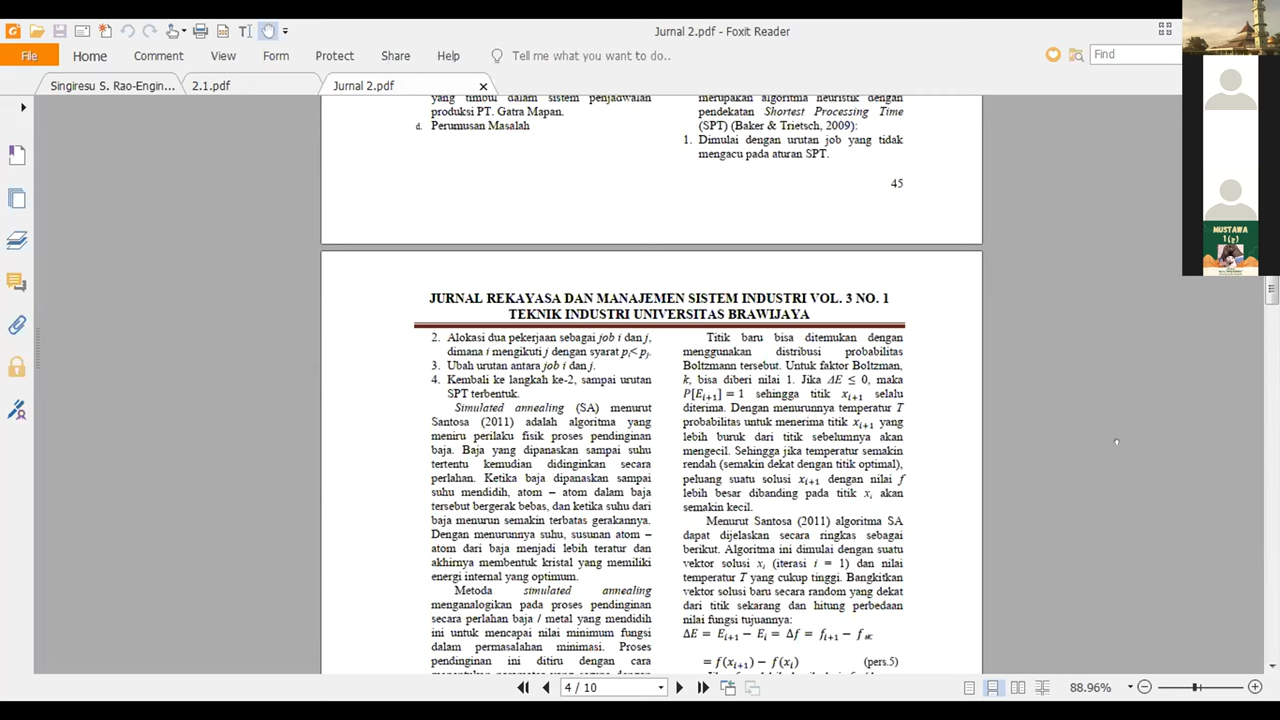 Jurnal 2.pdf - Foxit Reader
File Home Comment View Form Protect Share Help Tell me what you want to do.. Find
Singiresu S. Rao-Engin... 2.1.pdf Jurnal 2.pdf
yang timbul dalam sistem penjadwalan
produksi PT. Gatra Mapan.
d. Perumusan Masalah
merupakan algoritma heuristik dengan
pendekatan Shortest Processing Time
(SPT) (Baker & Trietsch, 2009):
1. Dimulai dengan urutan job yang tidak
mengacu pada aturan SPT.
45
JURNAL REKAYASA DAN MANAJEMEN SISTEM INDUSTRI VOL. 3 NO. 1
TEKNIK INDUSTRI UNIVERSITAS BRAWIJAYA
2. Alokasi dua pekerjaan sebagai job i dan j,
dimana i mengikuti j dengan syarat pi< pj.
3. Ubah urutan antara job i dan j.
4. Kembali ke langkah ke-2, sampai urutan
SPT terbentuk.
Simulated annealing (SA) menurut
Santosa (2011) adalah algoritma yang
meniru perilaku fisik proses pendinginan
baja. Baja yang dipanaskan sampai suhu
tertentu kemudian didinginkan secara
perlahan. Ketika baja dipanaskan sampai
suhu mendidih, atom – atom dalam baja
tersebut bergerak bebas, dan ketika suhu dari
baja menurun semakin terbatas gerakannya.
Dengan menurunnya suhu, susunan atom –
atom dari baja menjadi lebih teratur dan
akhirnya membentuk kristal yang memiliki
energi internal yang optimum.
Metoda simulated annealing
menganalogikan pada proses pendinginan
secara perlahan baja / metal yang mendidih
ini untuk mencapai nilai minimum fungsi
dalam permasalahan minimasi. Proses
pendinginan ini ditiru dengan cara
Titik baru bisa ditemukan dengan
menggunakan distribusi probabilitas
Boltzmann tersebut. Untuk faktor Boltzman,
k, bisa diberi nilai 1. Jika ΔE ≤ 0, maka
P[Ei+1] = 1 sehingga titik xi+1 selalu
diterima. Dengan menurunnya temperatur T
probabilitas untuk menerima titik xi+1 yang
lebih buruk dari titik sebelumnya akan
mengecil. Sehingga jika temperatur semakin
rendah (semakin dekat dengan titik optimal),
peluang suatu solusi xi+1 dengan nilai f
lebih besar dibanding pada titik xi akan
semakin kecil.
Menurut Santosa (2011) algoritma SA
dapat dijelaskan secara ringkas sebagai
berikut. Algoritma ini dimulai dengan suatu
vektor solusi xi (iterasi i = 1) dan nilai
temperatur T yang cukup tinggi. Bangkitkan
vektor solusi baru secara random yang dekat
dari titik sekarang dan hitung perbedaan
nilai fungsi tujuannya:
ΔE = Ei+1 − Ei = Δf = fi+1 − f
= f(xi+1) − f(xi) (pers.5)
4 / 10 88.96%
MUSTAWA